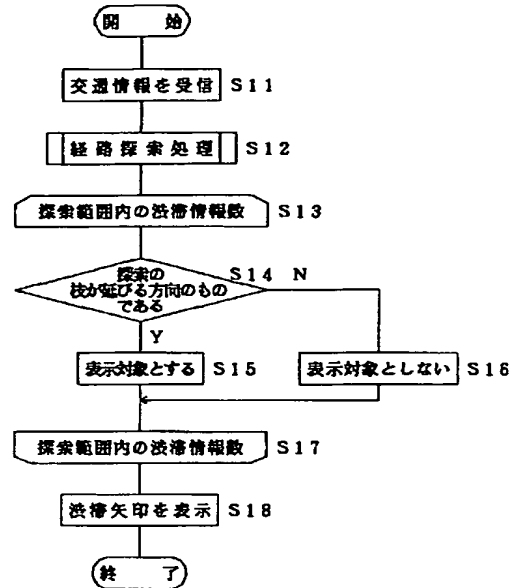 開 始
交通情報を受信 S11
経路探索処理 S12
探索範囲内の渋滞情報数 S13
探索の S14 N
枝が延びる方向のもの
である
Y
表示対象とする S15
表示対象としない S16
探索範囲内の渋滞情報数 S17
渋滞矢印を表示 S18
終 了